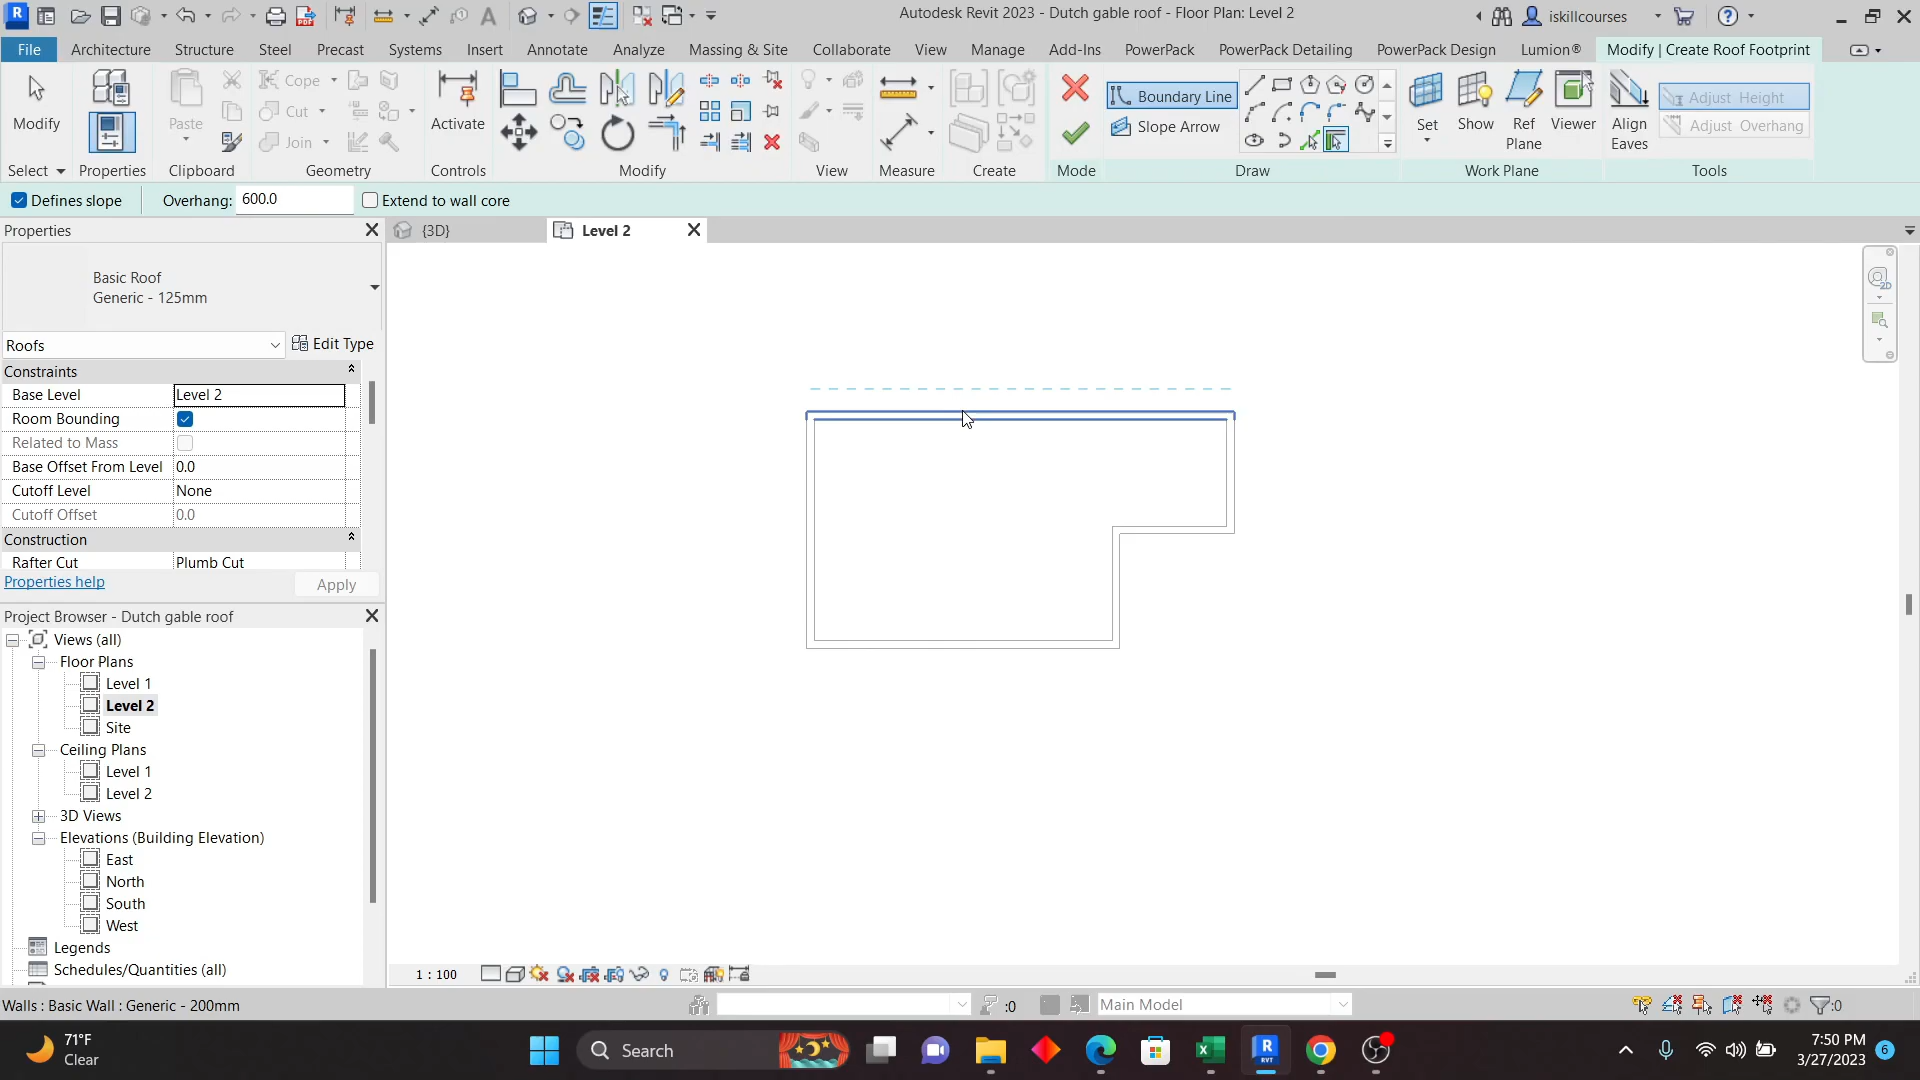 Autodesk Revit 2023 - Dutch gable roof - Floor Plan: Level 2
iskillcourses
File Architecture Structure Steel Precast Systems Insert Annotate Analyze Massing & Site Collaborate View Manage Add-Ins PowerPack PowerPack Detailing PowerPack Design Lumion® Modify | Create Roof Footprint
Modify
Paste
Cope
Cut
Join
Activate
Boundary Line
Slope Arrow
Set
Show
Ref Plane
Viewer
Align Eaves
Adjust Height
Adjust Overhang
Select Properties Clipboard Geometry Controls Modify View Measure Create Mode Draw Work Plane Tools
Defines slope Overhang: 600.0 Extend to wall core
Properties
{3D}
Level 2
Basic Roof
Generic - 125mm
Roofs Edit Type
Constraints
Base Level Level 2
Room Bounding
Related to Mass
Base Offset From Level 0.0
Cutoff Level None
Cutoff Offset 0.0
Construction
Rafter Cut Plumb Cut
Properties help Apply
Project Browser - Dutch gable roof
Views (all)
Floor Plans
Level 1
Level 2
Site
Ceiling Plans
Level 1
Level 2
3D Views
Elevations (Building Elevation)
East
North
South
West
Legends
Schedules/Quantities (all)
1 : 100
2D
Walls : Basic Wall : Generic - 200mm
:0
Main Model
:0
71°F
Clear
Search
R
RVT
7:50 PM
3/27/2023
6